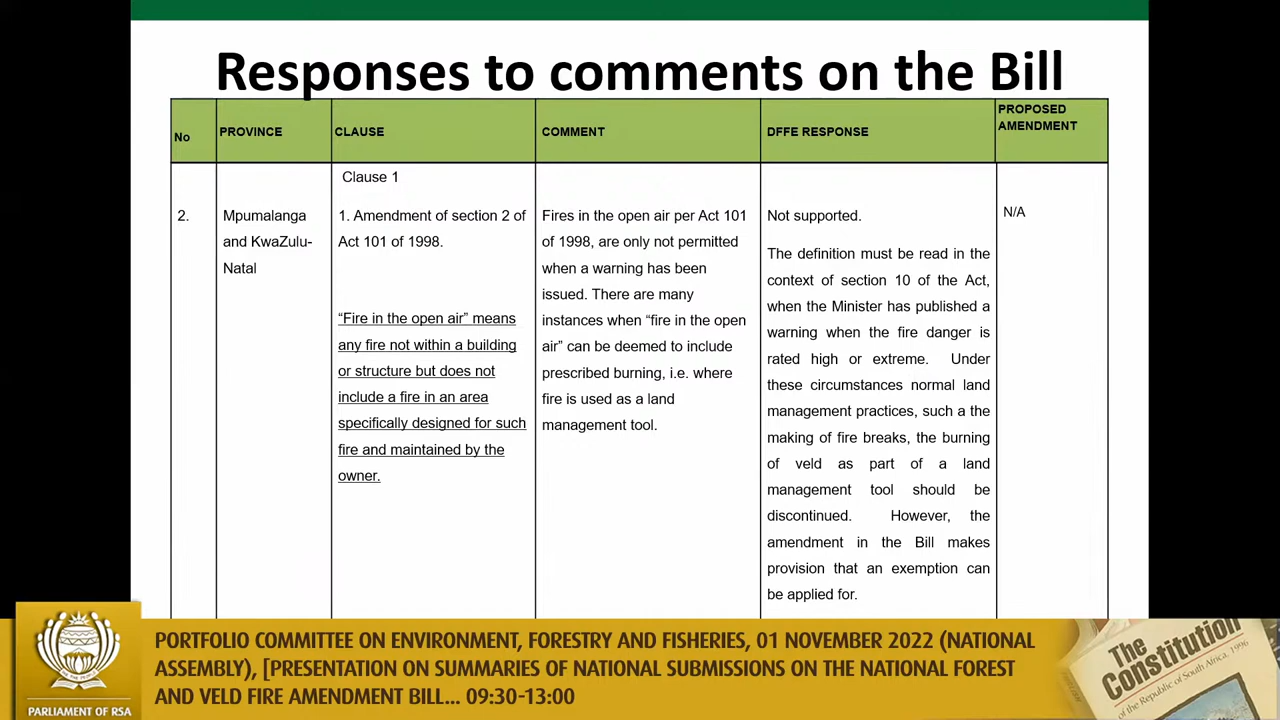 Responses to comments on the Bill
No
PROVINCE
CLAUSE
COMMENT
DFFE RESPONSE
PROPOSED
AMENDMENT
2.
Mpumalanga
and KwaZulu-
Natal
Clause 1
1. Amendment of section 2 of
Act 101 of 1998.
“Fire in the open air” means
any fire not within a building
or structure but does not
include a fire in an area
specifically designed for such
fire and maintained by the
owner.
Fires in the open air per Act 101
of 1998, are only not permitted
when a warning has been
issued. There are many
instances when “fire in the open
air” can be deemed to include
prescribed burning, i.e. where
fire is used as a land
management tool.
Not supported.
The definition must be read in the
context of section 10 of the Act,
when the Minister has published a
warning when the fire danger is
rated high or extreme. Under
these circumstances normal land
management practices, such a the
making of fire breaks, the burning
of veld as part of a land
management tool should be
discontinued. However, the
amendment in the Bill makes
provision that an exemption can
be applied for.
N/A
PARLIAMENT OF RSA
PORTFOLIO COMMITTEE ON ENVIRONMENT, FORESTRY AND FISHERIES, 01 NOVEMBER 2022 (NATIONAL
ASSEMBLY), [PRESENTATION ON SUMMARIES OF NATIONAL SUBMISSIONS ON THE NATIONAL FOREST
AND VELD FIRE AMENDMENT BILL... 09:30-13:00
The
Constitution
of the Republic of South Africa, 1996